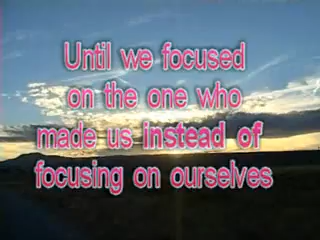 Until we focused
on the one who
made us instead of
focusing on ourselves